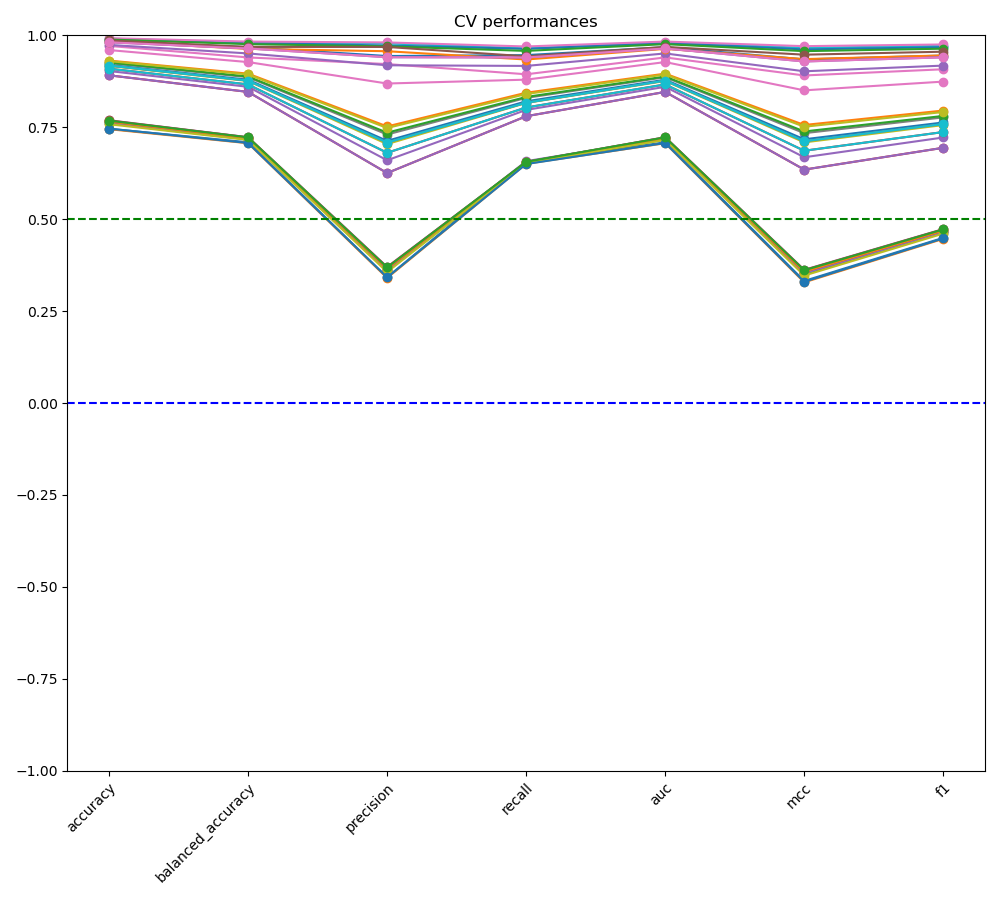 CV performances
1.00
0.75
0.50
0.25
0.00
−0.25
−0.50
−0.75
−1.00
accuracy
balanced_accuracy
precision
recall
auc
mcc
f1